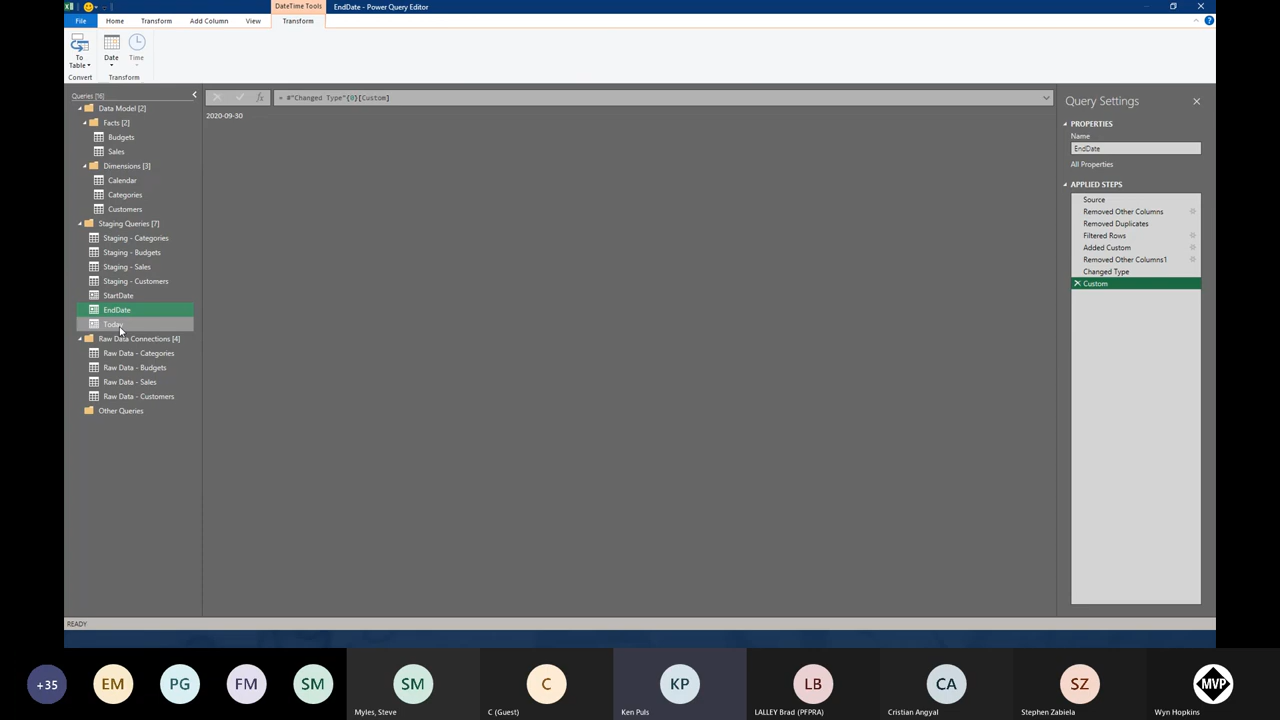 DateTime Tools
EndDate - Power Query Editor
File
Home
Transform
Add Column
View
Transform
To
Table
Date
Time
Convert
Transform
Queries [16]
= #"Changed Type"{0}[Custom]
2020-09-30
Data Model [2]
Facts [2]
Budgets
Sales
Dimensions [3]
Calendar
Categories
Customers
Staging Queries [7]
Staging - Categories
Staging - Budgets
Staging - Sales
Staging - Customers
StartDate
EndDate
Today
Raw Data Connections [4]
Raw Data - Categories
Raw Data - Budgets
Raw Data - Sales
Raw Data - Customers
Other Queries
Query Settings
PROPERTIES
Name
EndDate
All Properties
APPLIED STEPS
Source
Removed Other Columns
Removed Duplicates
Filtered Rows
Added Custom
Removed Other Columns1
Changed Type
Custom
READY
+35
EM
PG
FM
SM
SM
Myles, Steve
C
C (Guest)
KP
Ken Puls
LB
LALLEY Brad (PFPRA)
CA
Cristian Angyal
SZ
Stephen Zabiela
MVP
Wyn Hopkins